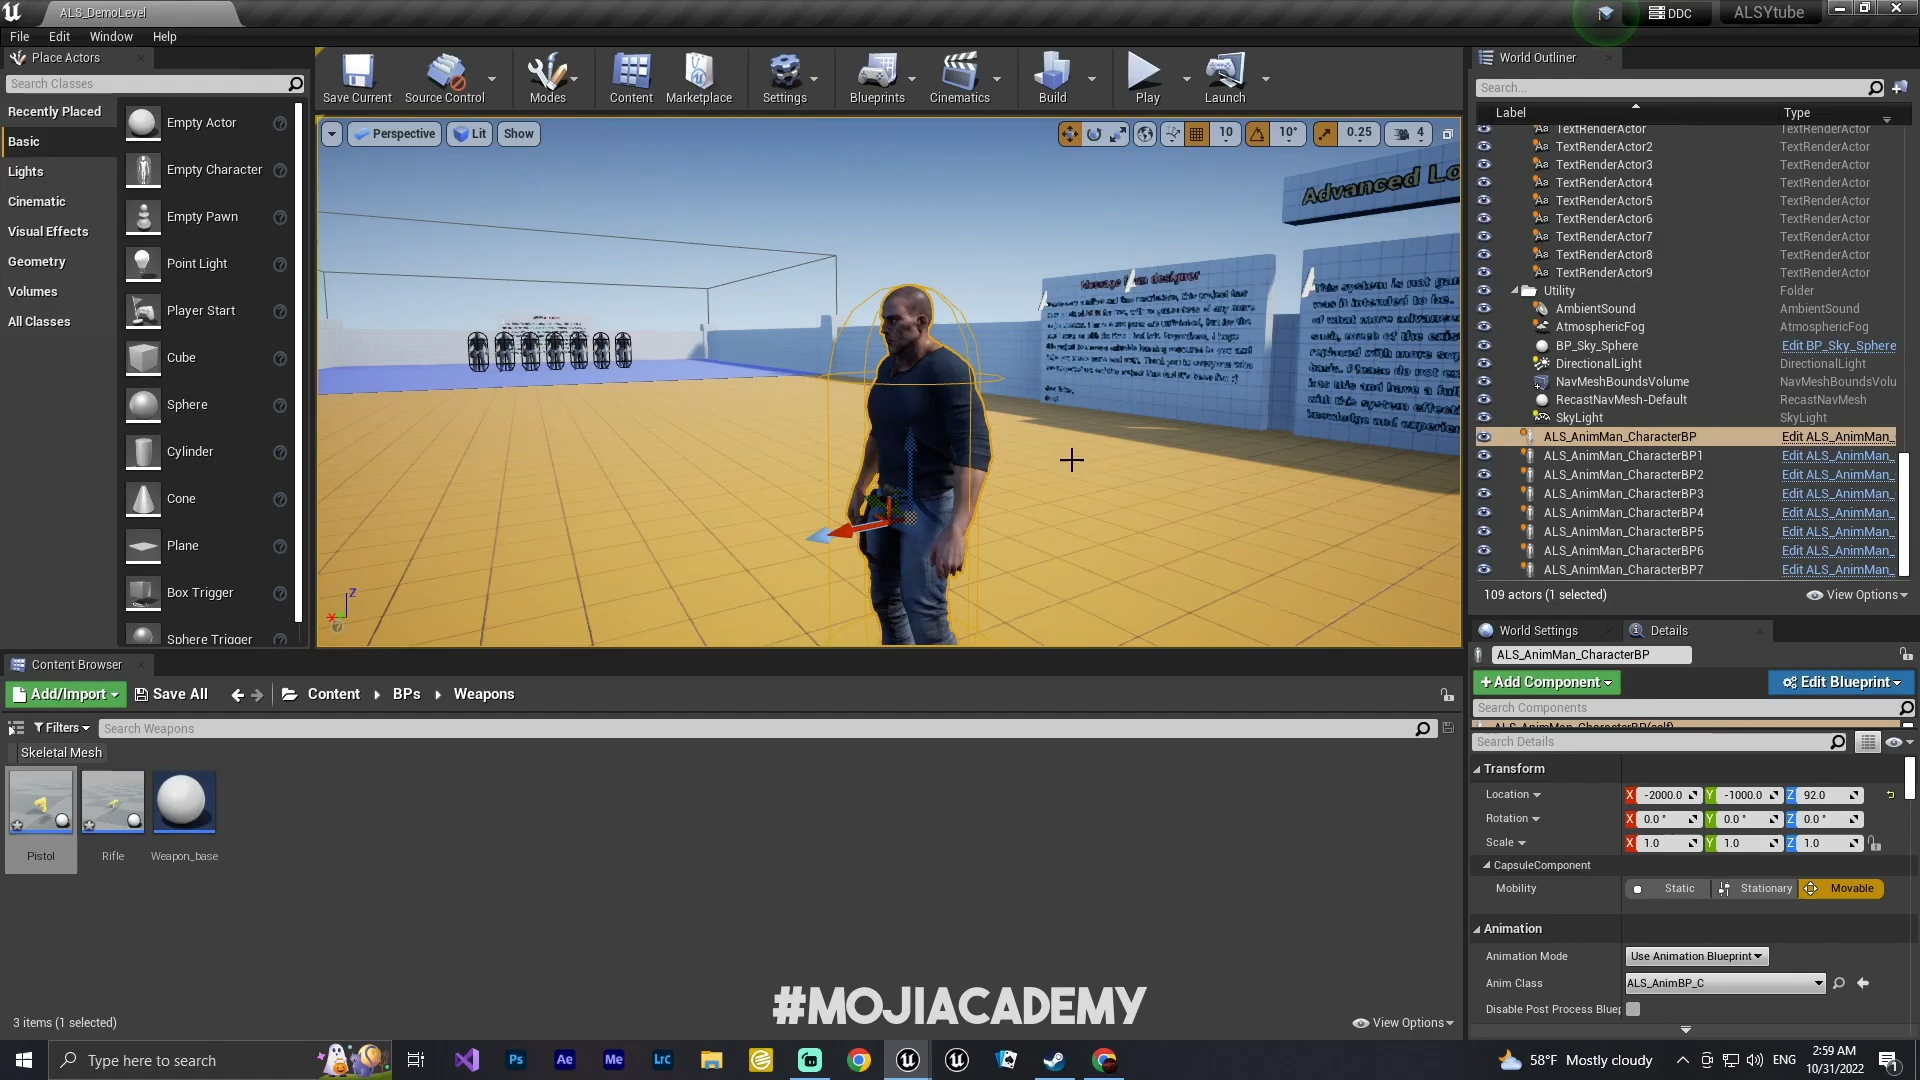 ALS_DemoLevel
DDC
ALSYtube
File Edit Window Help
Place Actors
Search Classes
Recently Placed
Basic
Lights
Cinematic
Visual Effects
Geometry
Volumes
All Classes
Empty Actor
Empty Character
Empty Pawn
Point Light
Player Start
Cube
Sphere
Cylinder
Cone
Plane
Box Trigger
Sphere Trigger
Save Current
Source Control
Modes
Content
Marketplace
Settings
Blueprints
Cinematics
Build
Play
Launch
Perspective
Lit
Show
10
10°
0.25
4
Advanced Lo
Z
World Outliner
Search...
Label Type
TextRenderActor TextRenderActor
TextRenderActor2 TextRenderActor
TextRenderActor3 TextRenderActor
TextRenderActor4 TextRenderActor
TextRenderActor5 TextRenderActor
TextRenderActor6 TextRenderActor
TextRenderActor7 TextRenderActor
TextRenderActor8 TextRenderActor
TextRenderActor9 TextRenderActor
Utility Folder
AmbientSound AmbientSound
AtmosphericFog AtmosphericFog
BP_Sky_Sphere Edit BP_Sky_Sphere
DirectionalLight DirectionalLight
NavMeshBoundsVolume NavMeshBoundsVolu
RecastNavMesh-Default RecastNavMesh
SkyLight SkyLight
ALS_AnimMan_CharacterBP Edit ALS_AnimMan_
ALS_AnimMan_CharacterBP1 Edit ALS_AnimMan_
ALS_AnimMan_CharacterBP2 Edit ALS_AnimMan_
ALS_AnimMan_CharacterBP3 Edit ALS_AnimMan_
ALS_AnimMan_CharacterBP4 Edit ALS_AnimMan_
ALS_AnimMan_CharacterBP5 Edit ALS_AnimMan_
ALS_AnimMan_CharacterBP6 Edit ALS_AnimMan_
ALS_AnimMan_CharacterBP7 Edit ALS_AnimMan_
109 actors (1 selected) View Options
World Settings Details
ALS_AnimMan_CharacterBP
+Add Component Edit Blueprint
Search Components
ALS_AnimMan_CharacterBP(self)
Search Details
Transform
Location X -2000.0 Y -1000.0 Z 92.0
Rotation X 0.0° Y 0.0° Z 0.0°
Scale X 1.0 Y 1.0 Z 1.0
CapsuleComponent
Mobility Static Stationary Movable
Animation
Animation Mode Use Animation Blueprint
Anim Class ALS_AnimBP_C
Disable Post Process Bluep
Content Browser
Add/Import Save All Content BPs Weapons
Filters Search Weapons
Skeletal Mesh
Pistol Rifle Weapon_base
3 items (1 selected)
View Options
#MOJIACADEMY
Type here to search
Ps Ae Me Lrc
58°F Mostly cloudy
ENG
2:59 AM
10/31/2022
1